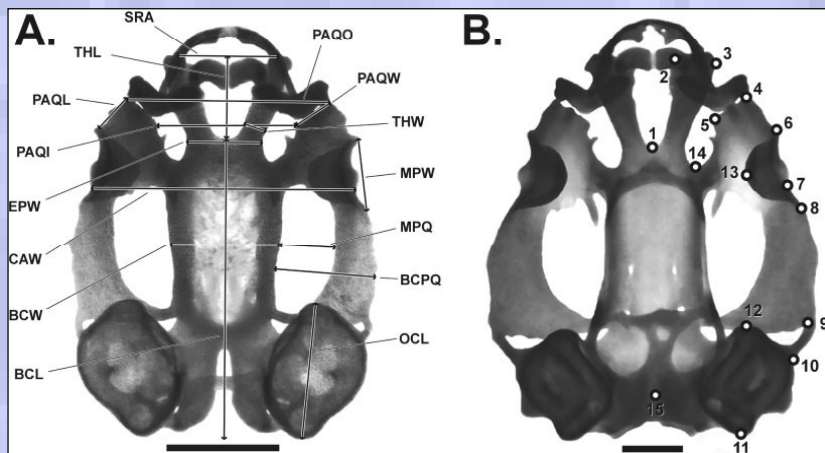 A.
SRA
THL
PAQO
PAQW
PAQL
THW
PAQI
EPW
MPW
CAW
MPQ
BCPQ
BCW
OCL
BCL
B.
1
2
3
4
5
6
7
8
9
10
11
12
13
14
15